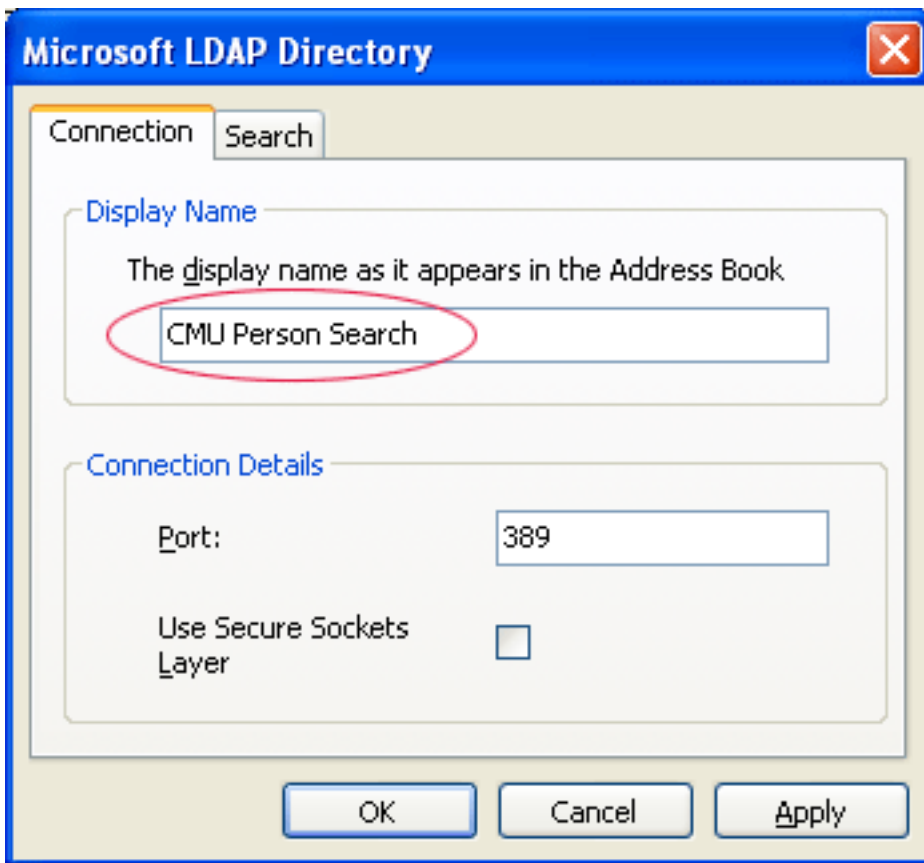 Microsoft LDAP Directory
Connection
Search
Display Name
The display name as it appears in the Address Book
CMU Person Search
Connection Details
Port:
389
Use Secure Sockets
Layer
OK
Cancel
Apply